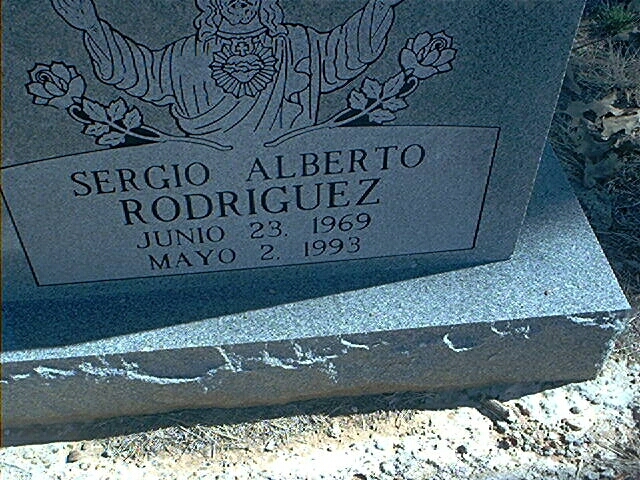 SERGIO ALBERTO
RODRIGUEZ
JUNIO 23, 1969
MAYO 2, 1993